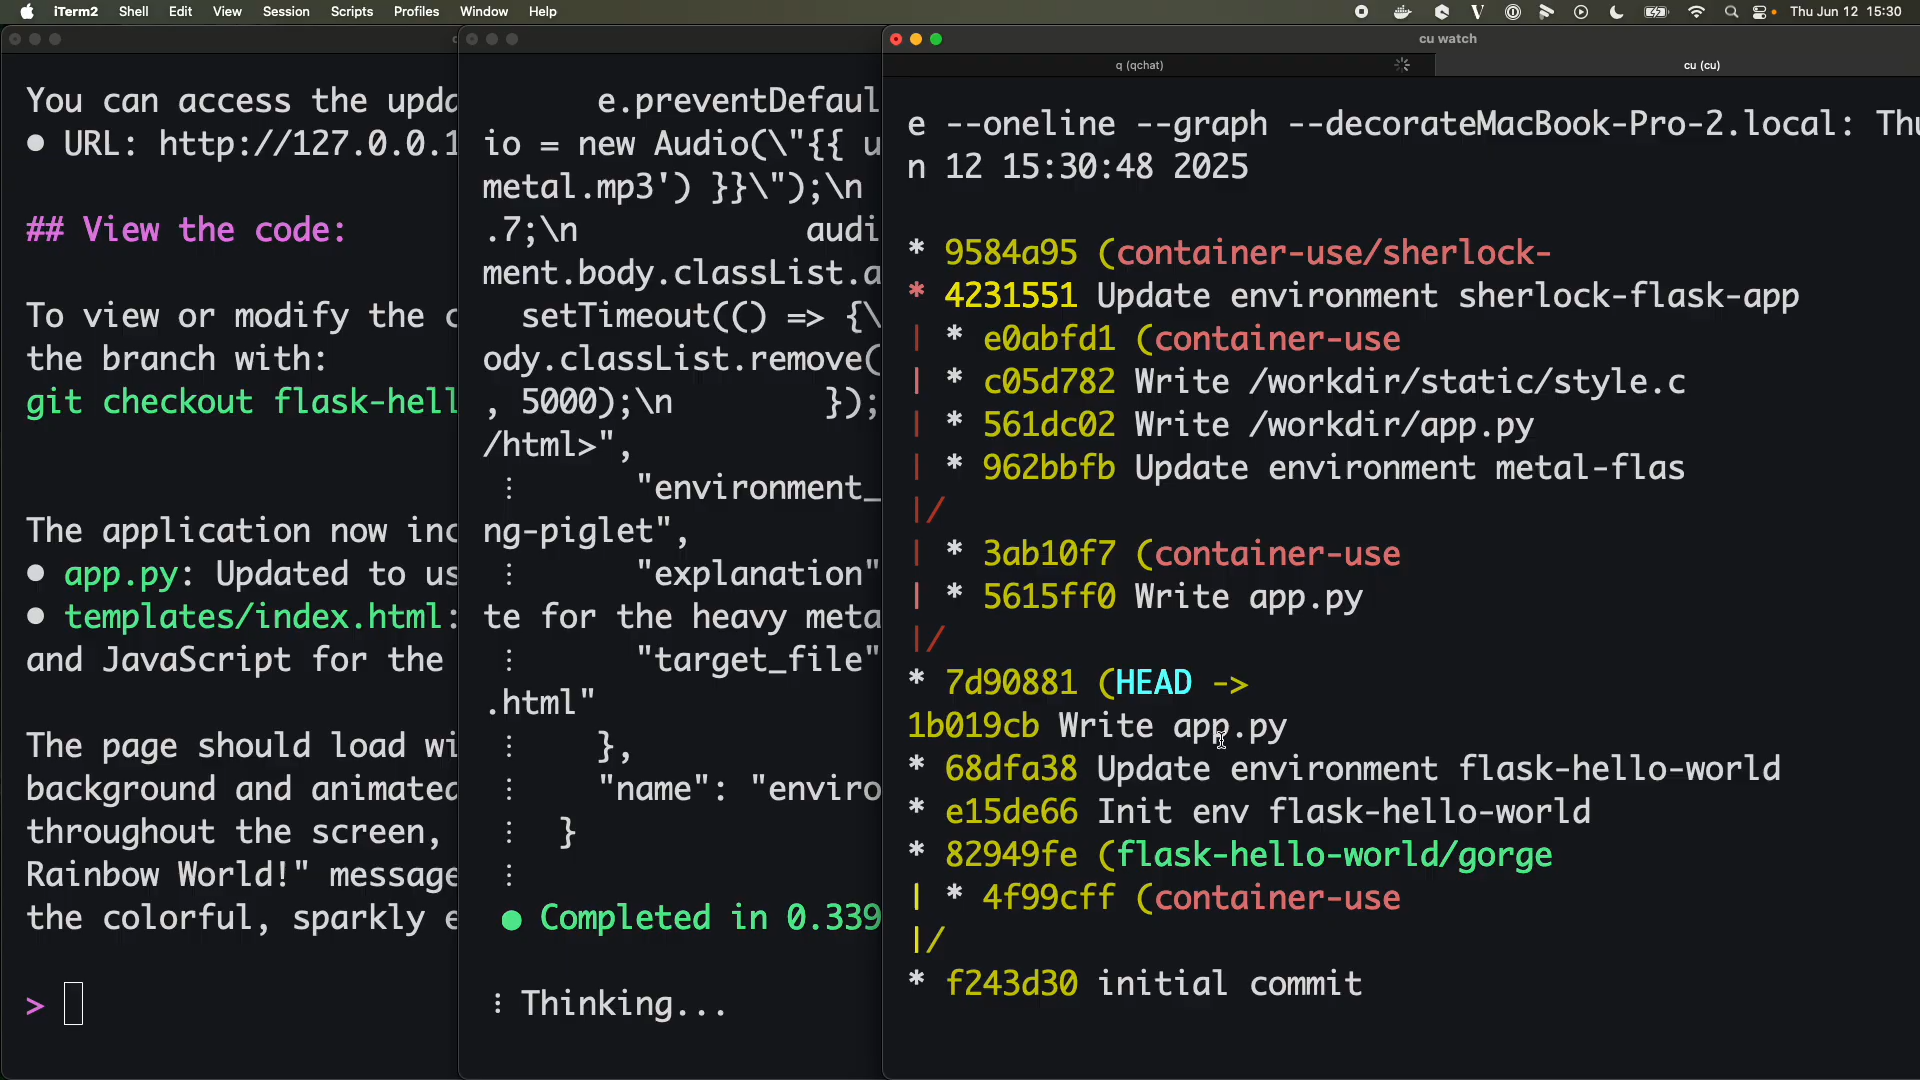 iTerm2 Shell Edit View Session Scripts Profiles Window Help
Thu Jun 12 15:30
You can access the upda
● URL: http://127.0.0.1
## View the code:
To view or modify the c
the branch with:
git checkout flask-hell
The application now inc
● app.py: Updated to us
● templates/index.html:
and JavaScript for the
The page should load wi
background and animated
throughout the screen,
Rainbow World!" message
the colorful, sparkly e
>
e.preventDefaul
io = new Audio(\"{{ u
metal.mp3') }}\");\n
.7;\n audi
ment.body.classList.a
setTimeout(() => {\
ody.classList.remove(
, 5000);\n });
/html>",
⋮ "environment_
ng-piglet",
⋮ "explanation"
te for the heavy meta
⋮ "target_file"
.html"
⋮ },
⋮ "name": "enviro
⋮ }
⋮
● Completed in 0.339
⋮ Thinking...
cu watch
q (qchat)
cu (cu)
e --oneline --graph --decorateMacBook-Pro-2.local: Thu
n 12 15:30:48 2025
* 9584a95 (container-use/sherlock-
* 4231551 Update environment sherlock-flask-app
| * e0abfd1 (container-use
| * c05d782 Write /workdir/static/style.c
| * 561dc02 Write /workdir/app.py
| * 962bbfb Update environment metal-flas
|/
| * 3ab10f7 (container-use
| * 5615ff0 Write app.py
|/
* 7d90881 (HEAD ->
1b019cb Write app.py
* 68dfa38 Update environment flask-hello-world
* e15de66 Init env flask-hello-world
* 82949fe (flask-hello-world/gorge
| * 4f99cff (container-use
|/
* f243d30 initial commit